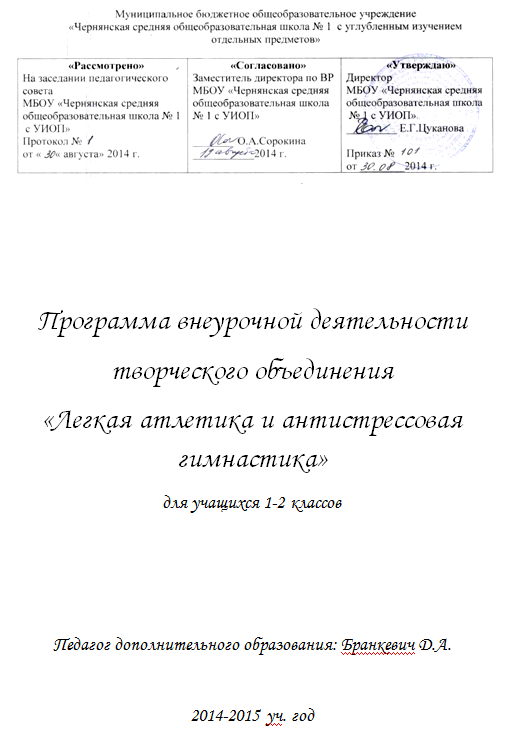 Муниципальное бюджетное общеобразовательное учреждение
«Чернянская средняя общеобразовательная школа № 1 с углубленным изучением
отдельных предметов»
«Рассмотрено»
На заседании педагогического
совета
МБОУ «Чернянская средняя
общеобразовательная школа № 1
с УИОП»
Протокол № 1
от « 30« августа» 2014 г.
«Согласовано»
Заместитель директора по ВР
МБОУ «Чернянская средняя
общеобразовательная школа
№ 1 с УИОП»
О.А.Сорокина
19 августа 2014 г.
«Утверждаю»
Директор
МБОУ «Чернянская средняя
общеобразовательная школа
№ 1 с УИОП»
Е.Г.Цуканова
Приказ № 101
от 30.08 2014 г.
Программа внеурочной деятельности
творческого объединения
«Легкая атлетика и антистрессовая
гимнастика»
для учащихся 1-2 классов
Педагог дополнительного образования: Бранкевич Д.А.
2014-2015 уч. год